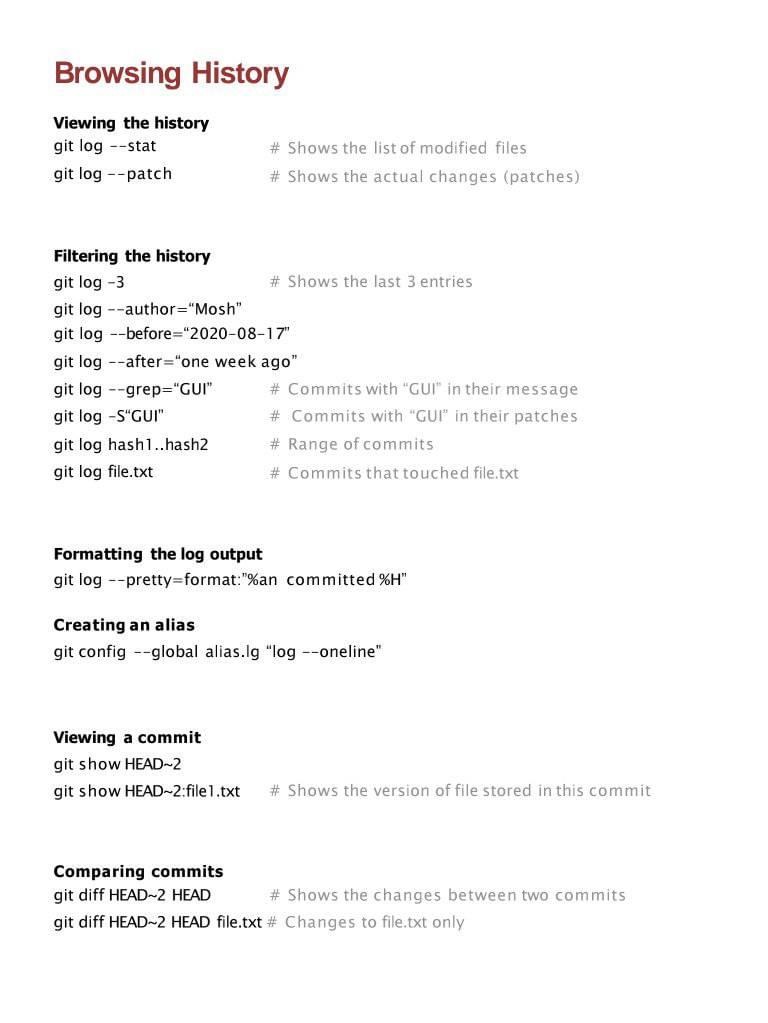 Browsing History
Viewing the history
git log --stat # Shows the list of modified files
git log --patch # Shows the actual changes (patches)
Filtering the history
git log -3 # Shows the last 3 entries
git log --author=“Mosh”
git log --before=“2020-08-17”
git log --after=“one week ago”
git log --grep=“GUI” # Commits with “GUI” in their message
git log -S“GUI” # Commits with “GUI” in their patches
git log hash1..hash2 # Range of commits
git log file.txt # Commits that touched file.txt
Formatting the log output
git log --pretty=format:”%an committed %H”
Creating an alias
git config --global alias.lg “log --oneline”
Viewing a commit
git show HEAD~2
git show HEAD~2:file1.txt # Shows the version of file stored in this commit
Comparing commits
git diff HEAD~2 HEAD # Shows the changes between two commits
git diff HEAD~2 HEAD file.txt # Changes to file.txt only